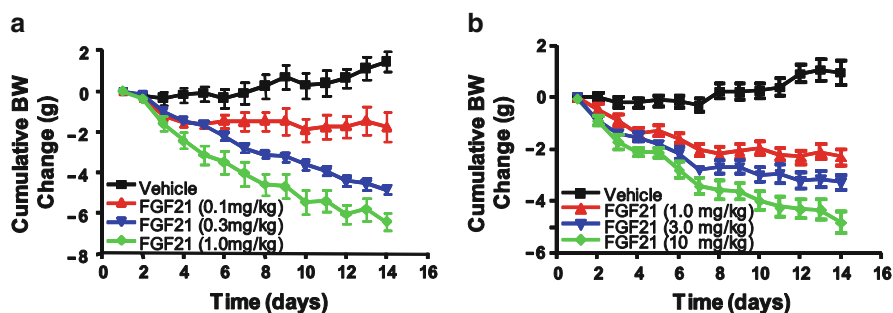 a
Cumulative BW
Change (g)
2
0
−2
−4
−6
−8
Vehicle
FGF21 (0.1mg/kg)
FGF21 (0.3mg/kg)
FGF21 (1.0mg/kg)
0 2 4 6 8 10 12 14 16
Time (days)
b
Cumulative BW
Change (g)
2
0
−2
−4
−6
Vehicle
FGF21 (1.0 mg/kg)
FGF21 (3.0 mg/kg)
FGF21 (10 mg/kg)
0 2 4 6 8 10 12 14 16
Time (days)